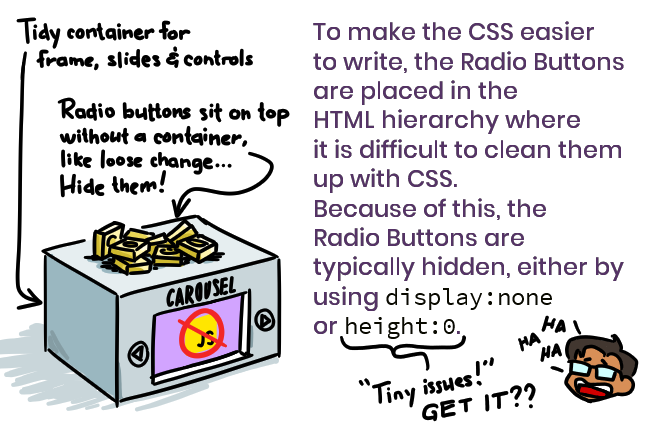 Tidy container for
frame, slides & controls
Radio buttons sit on top
without a container,
like loose change...
Hide them!
CAROUSEL
JS
To make the CSS easier
to write, the Radio Buttons
are placed in the
HTML hierarchy where
it is difficult to clean them
up with CSS.
Because of this, the
Radio Buttons are
typically hidden, either by
using display:none
or height:0.
"Tiny issues!"
GET IT??
HA HA
HA